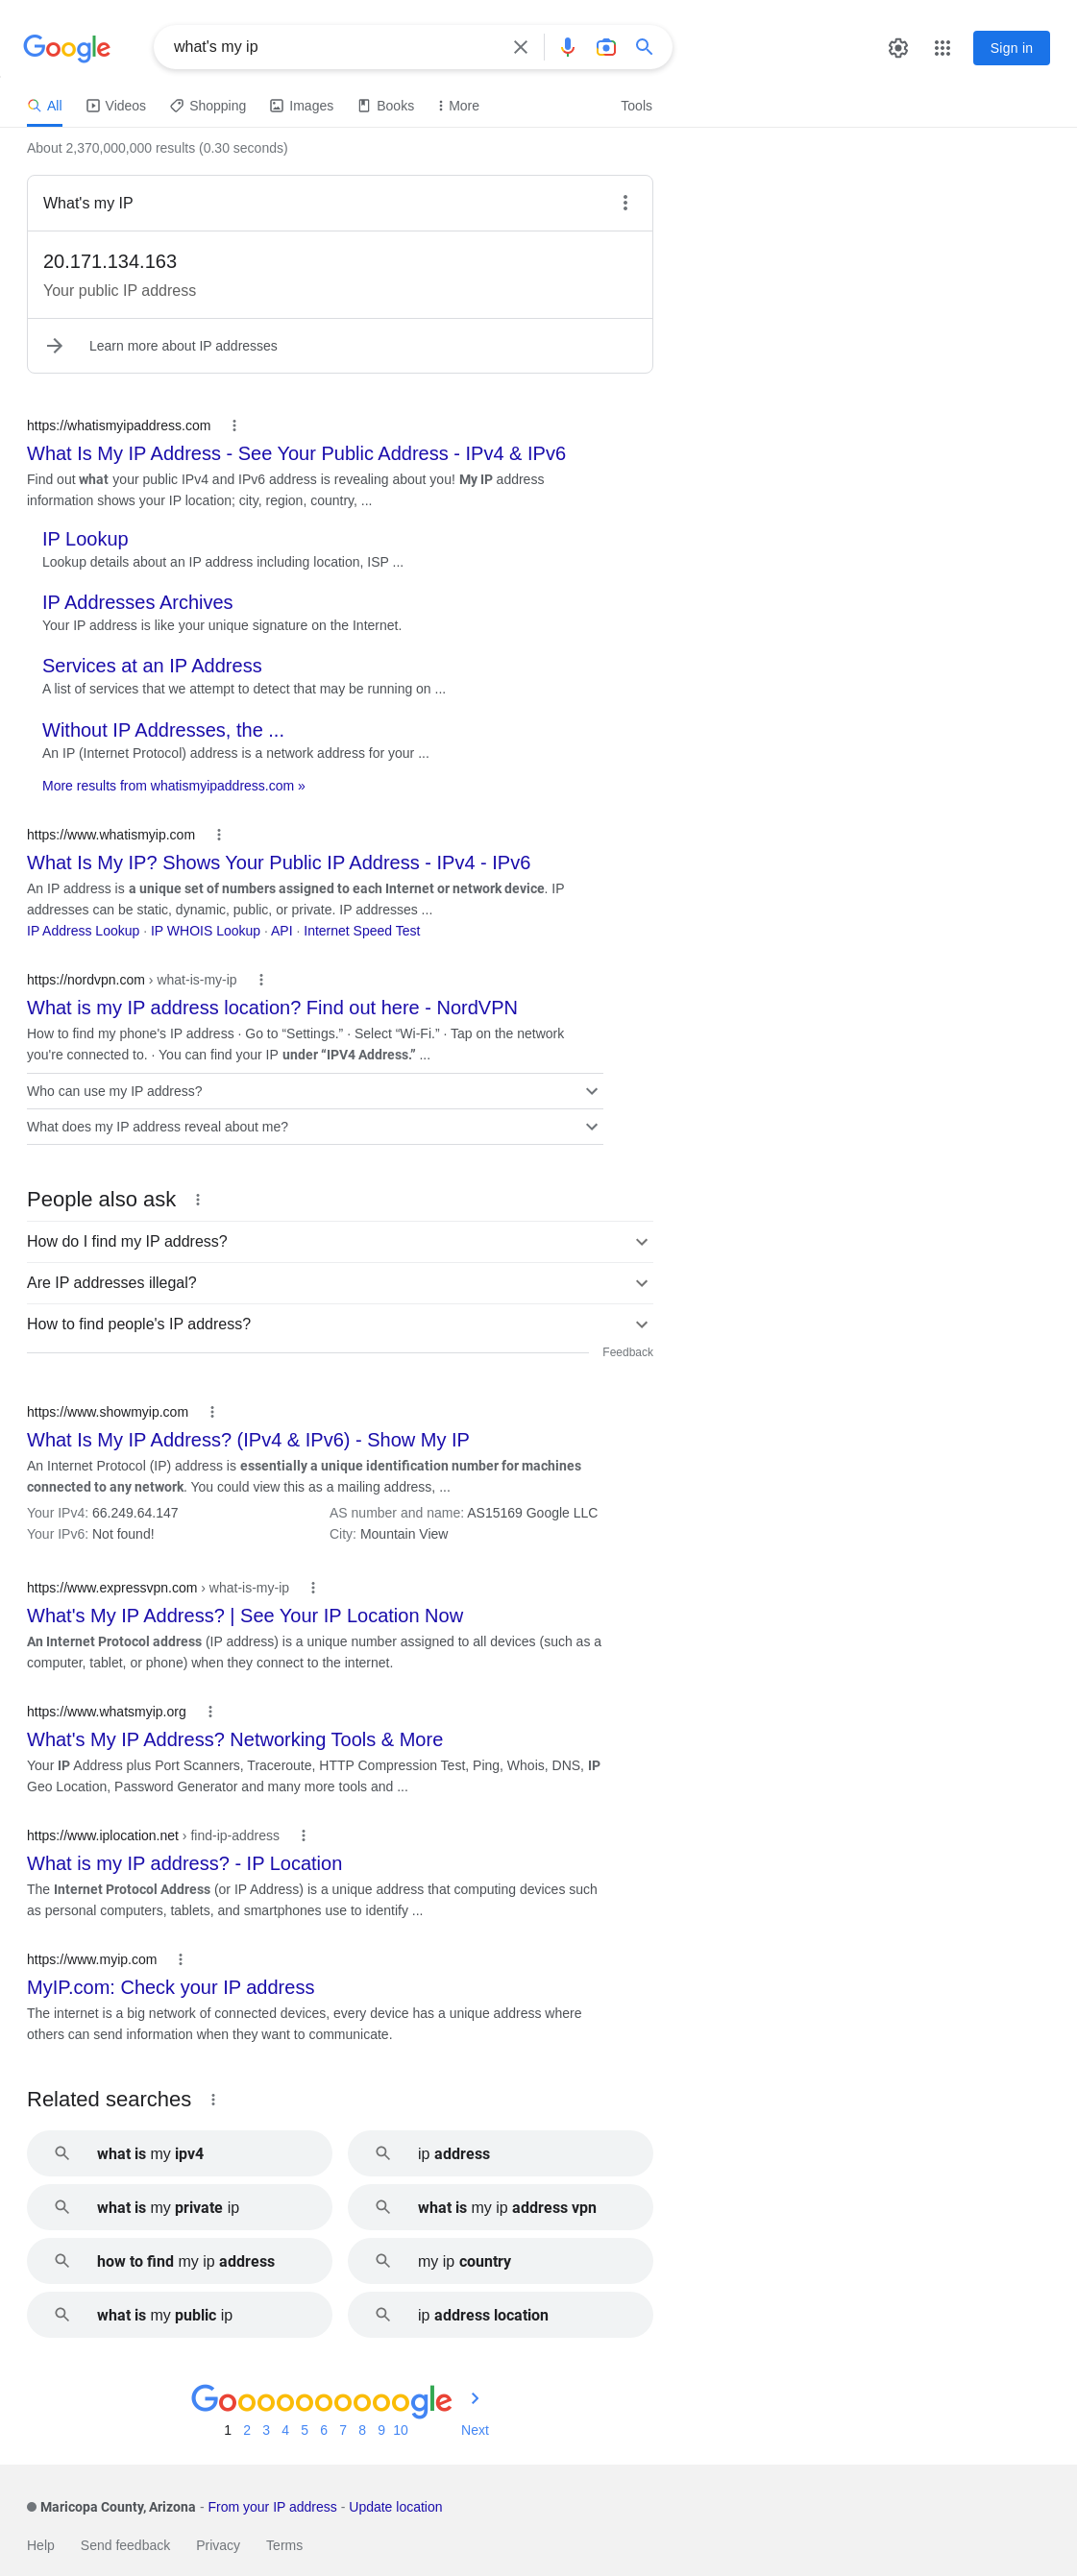 Google
what's my ip
Sign in
All Videos Shopping Images Books More Tools
About 2,370,000,000 results (0.30 seconds)
What's my IP
20.171.134.163
Your public IP address
Learn more about IP addresses
https://whatismyipaddress.com
What Is My IP Address - See Your Public Address - IPv4 & IPv6
Find out what your public IPv4 and IPv6 address is revealing about you! My IP address
information shows your IP location; city, region, country, ...
IP Lookup
Lookup details about an IP address including location, ISP ...
IP Addresses Archives
Your IP address is like your unique signature on the Internet.
Services at an IP Address
A list of services that we attempt to detect that may be running on ...
Without IP Addresses, the ...
An IP (Internet Protocol) address is a network address for your ...
More results from whatismyipaddress.com »
https://www.whatismyip.com
What Is My IP? Shows Your Public IP Address - IPv4 - IPv6
An IP address is a unique set of numbers assigned to each Internet or network device. IP
addresses can be static, dynamic, public, or private. IP addresses ...
IP Address Lookup · IP WHOIS Lookup · API · Internet Speed Test
https://nordvpn.com › what-is-my-ip
What is my IP address location? Find out here - NordVPN
How to find my phone's IP address · Go to “Settings.” · Select “Wi-Fi.” · Tap on the network
you're connected to. · You can find your IP under “IPV4 Address.” ...
Who can use my IP address?
What does my IP address reveal about me?
People also ask
How do I find my IP address?
Are IP addresses illegal?
How to find people's IP address?
Feedback
https://www.showmyip.com
What Is My IP Address? (IPv4 & IPv6) - Show My IP
An Internet Protocol (IP) address is essentially a unique identification number for machines
connected to any network. You could view this as a mailing address, ...
Your IPv4: 66.249.64.147 AS number and name: AS15169 Google LLC
Your IPv6: Not found! City: Mountain View
https://www.expressvpn.com › what-is-my-ip
What's My IP Address? | See Your IP Location Now
An Internet Protocol address (IP address) is a unique number assigned to all devices (such as a
computer, tablet, or phone) when they connect to the internet.
https://www.whatsmyip.org
What's My IP Address? Networking Tools & More
Your IP Address plus Port Scanners, Traceroute, HTTP Compression Test, Ping, Whois, DNS, IP
Geo Location, Password Generator and many more tools and ...
https://www.iplocation.net › find-ip-address
What is my IP address? - IP Location
The Internet Protocol Address (or IP Address) is a unique address that computing devices such
as personal computers, tablets, and smartphones use to identify ...
https://www.myip.com
MyIP.com: Check your IP address
The internet is a big network of connected devices, every device has a unique address where
others can send information when they want to communicate.
Related searches
what is my ipv4 ip address
what is my private ip what is my ip address vpn
how to find my ip address my ip country
what is my public ip ip address location
Goooooooooogle
1 2 3 4 5 6 7 8 9 10 Next
Maricopa County, Arizona - From your IP address - Update location
Help Send feedback Privacy Terms